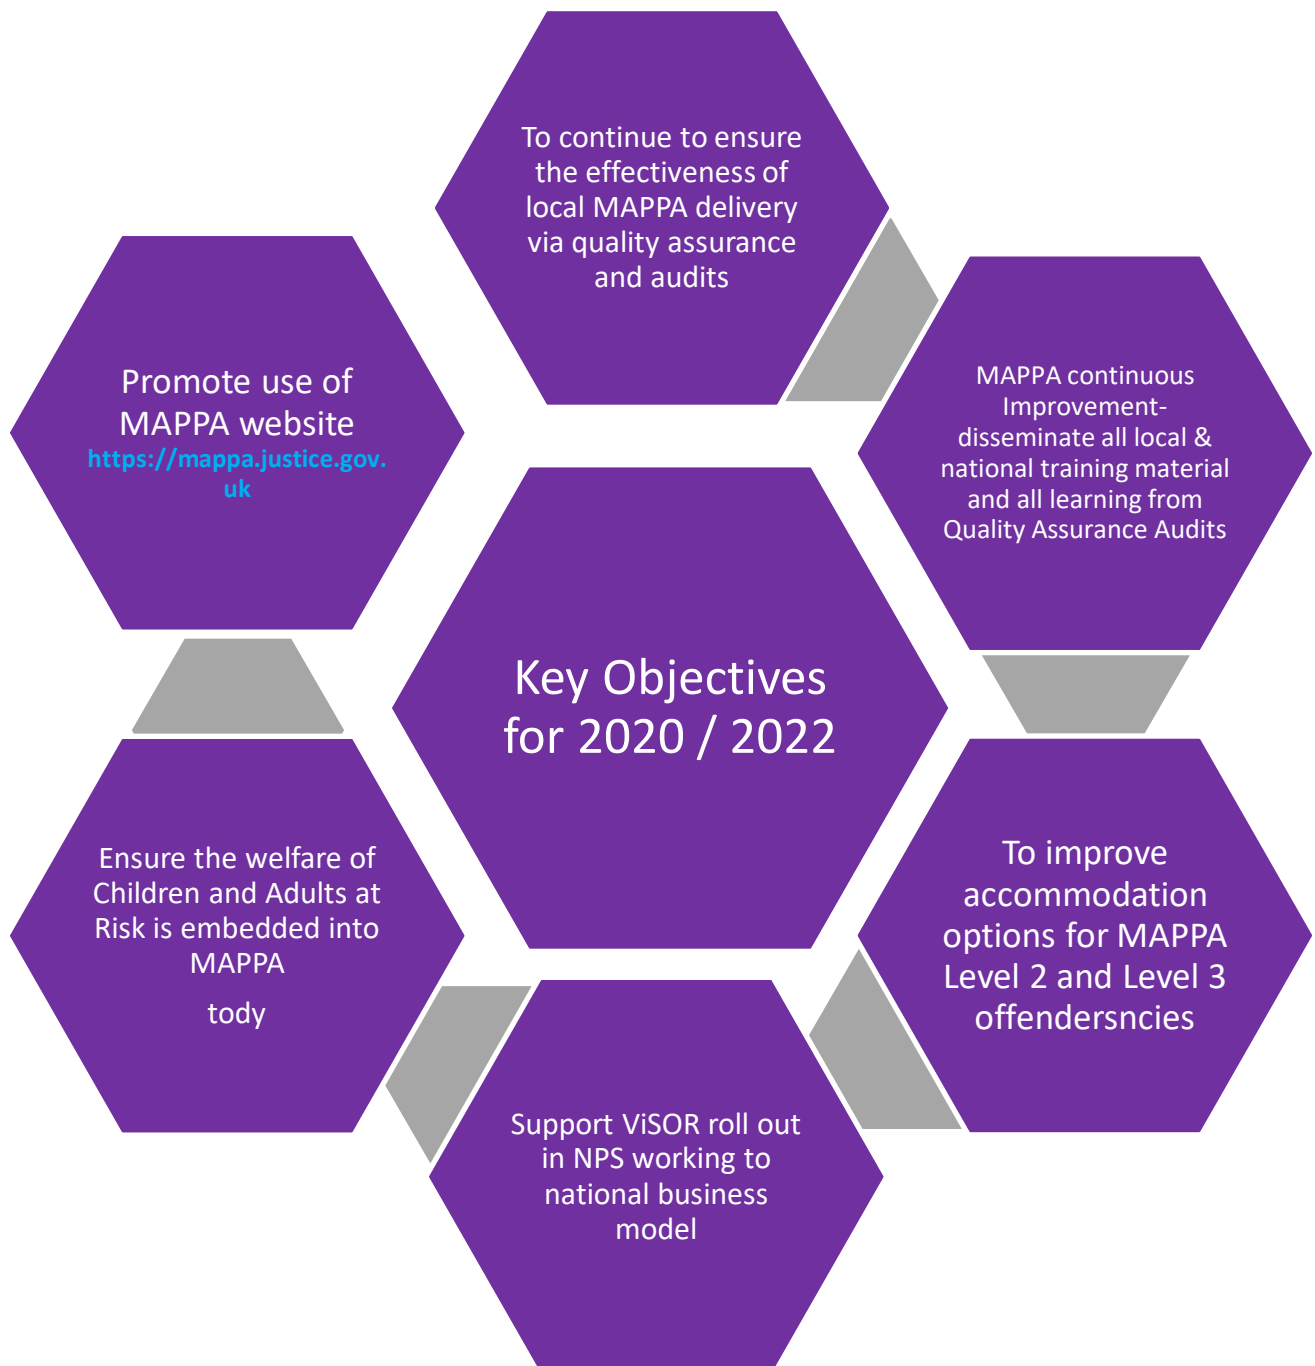 To continue to ensure
the effectiveness of
local MAPPA delivery
via quality assurance
and audits
MAPPA continuous
Improvement-
disseminate all local &
national training material
and all learning from
Quality Assurance Audits
To improve
accommodation
options for MAPPA
Level 2 and Level 3
offendersncies
Support ViSOR roll out
in NPS working to
national business
model
Ensure the welfare of
Children and Adults at
Risk is embedded into
MAPPA
tody
Promote use of
MAPPA website
https://mappa.justice.gov.
uk
Key Objectives
for 2020 / 2022